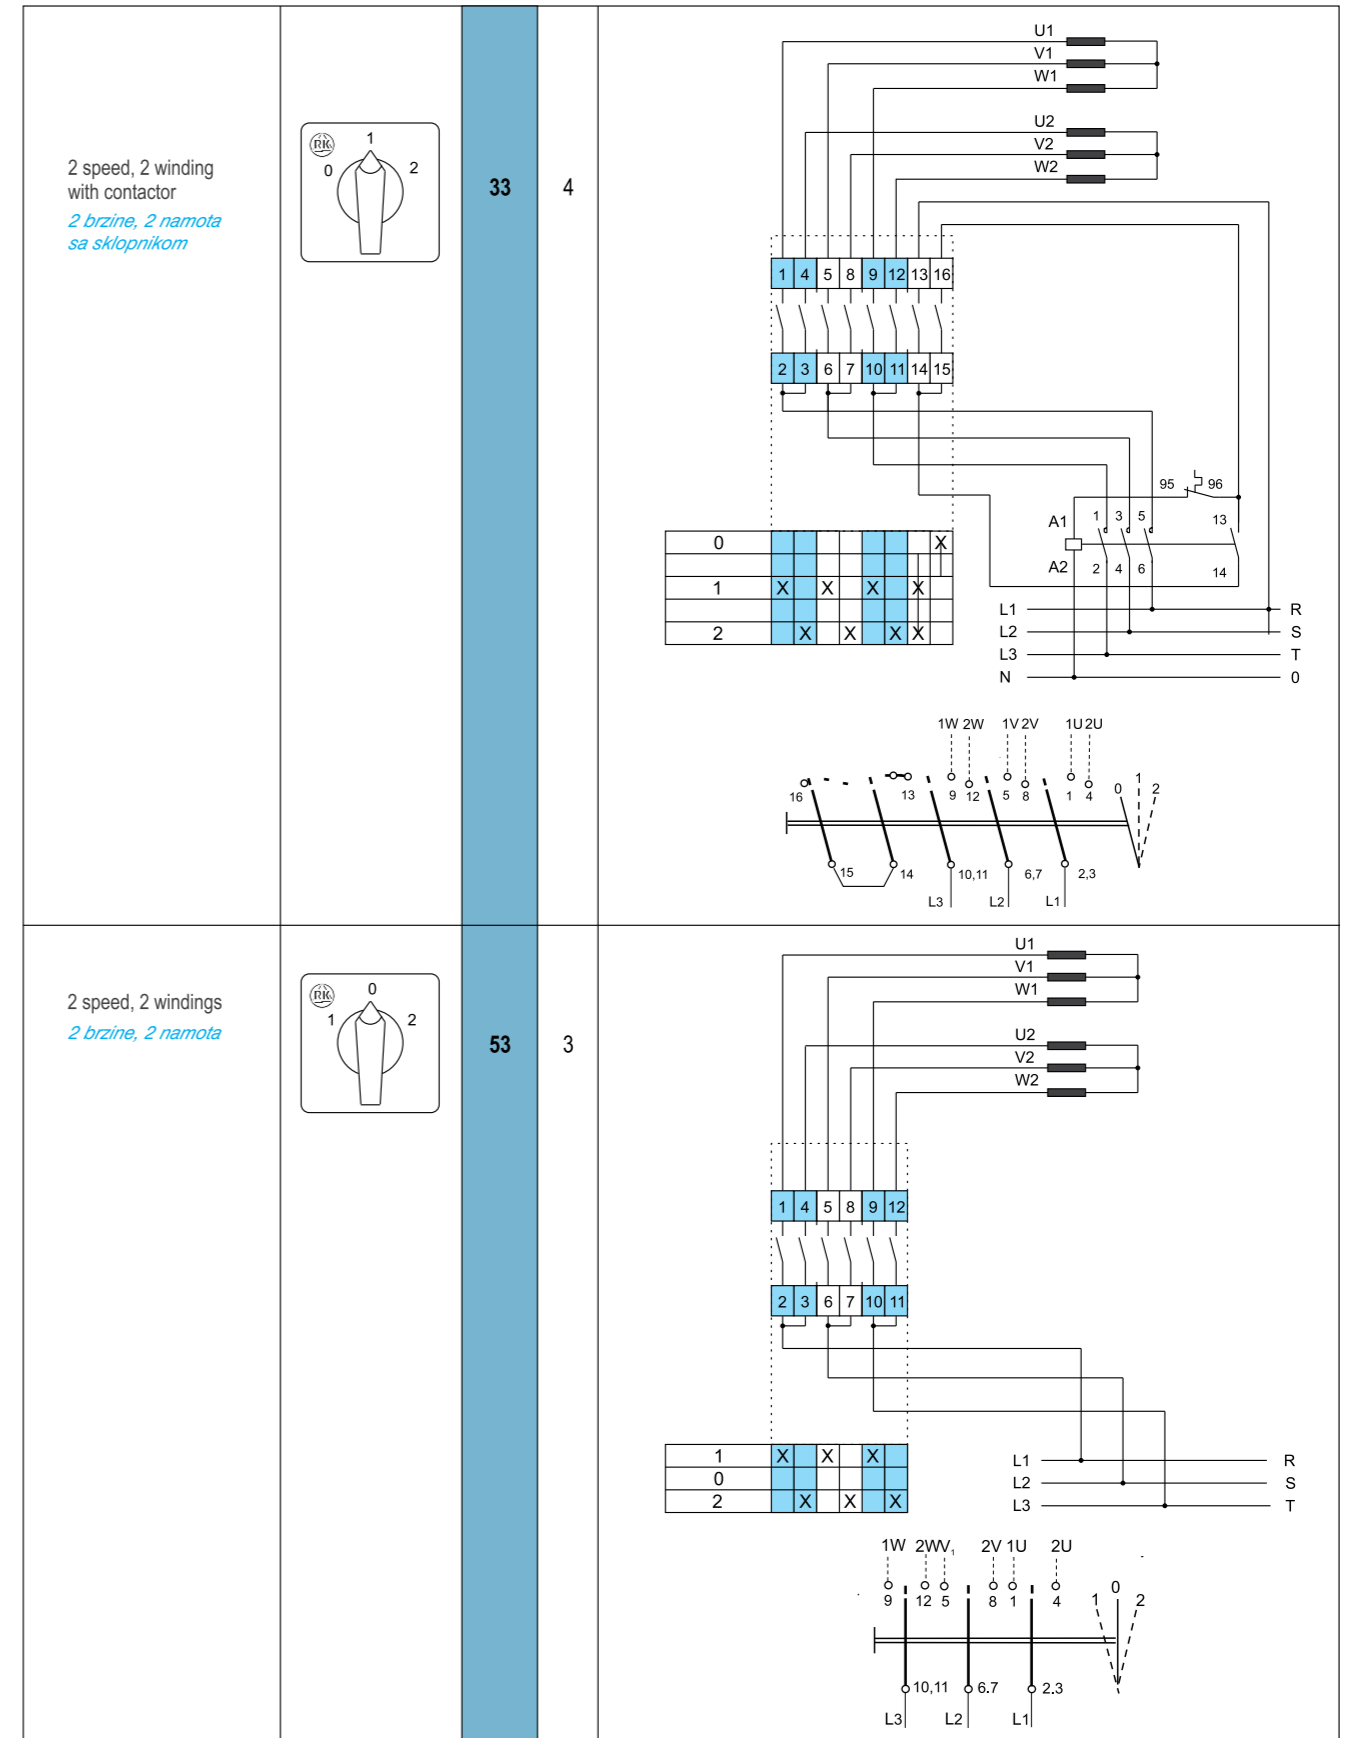 2 speed, 2 winding
with contactor
2 brzine, 2 namota
sa sklopnikom
RK
0 1 2
33
4
U1
V1
W1
U2
V2
W2
1 4 5 8 9 12 13 16
2 3 6 7 10 11 14 15
95 96
A1 1 3 5 13
A2 2 4 6 14
0 X
1 X X X X
2 X X X X
L1 R
L2 S
L3 T
N 0
1W 2W 1V 2V 1U 2U
16 13 9 12 5 8 1 4 0 1 2
15 14 10,11 6,7 2,3
L3 L2 L1
2 speed, 2 windings
2 brzine, 2 namota
RK
1 0 2
53
3
U1
V1
W1
U2
V2
W2
1 4 5 8 9 12
2 3 6 7 10 11
1 X X X
0
2 X X X
L1 R
L2 S
L3 T
1W 2W V1 2V 1U 2U
9 12 5 8 1 4 1 0 2
10,11 6.7 2.3
L3 L2 L1